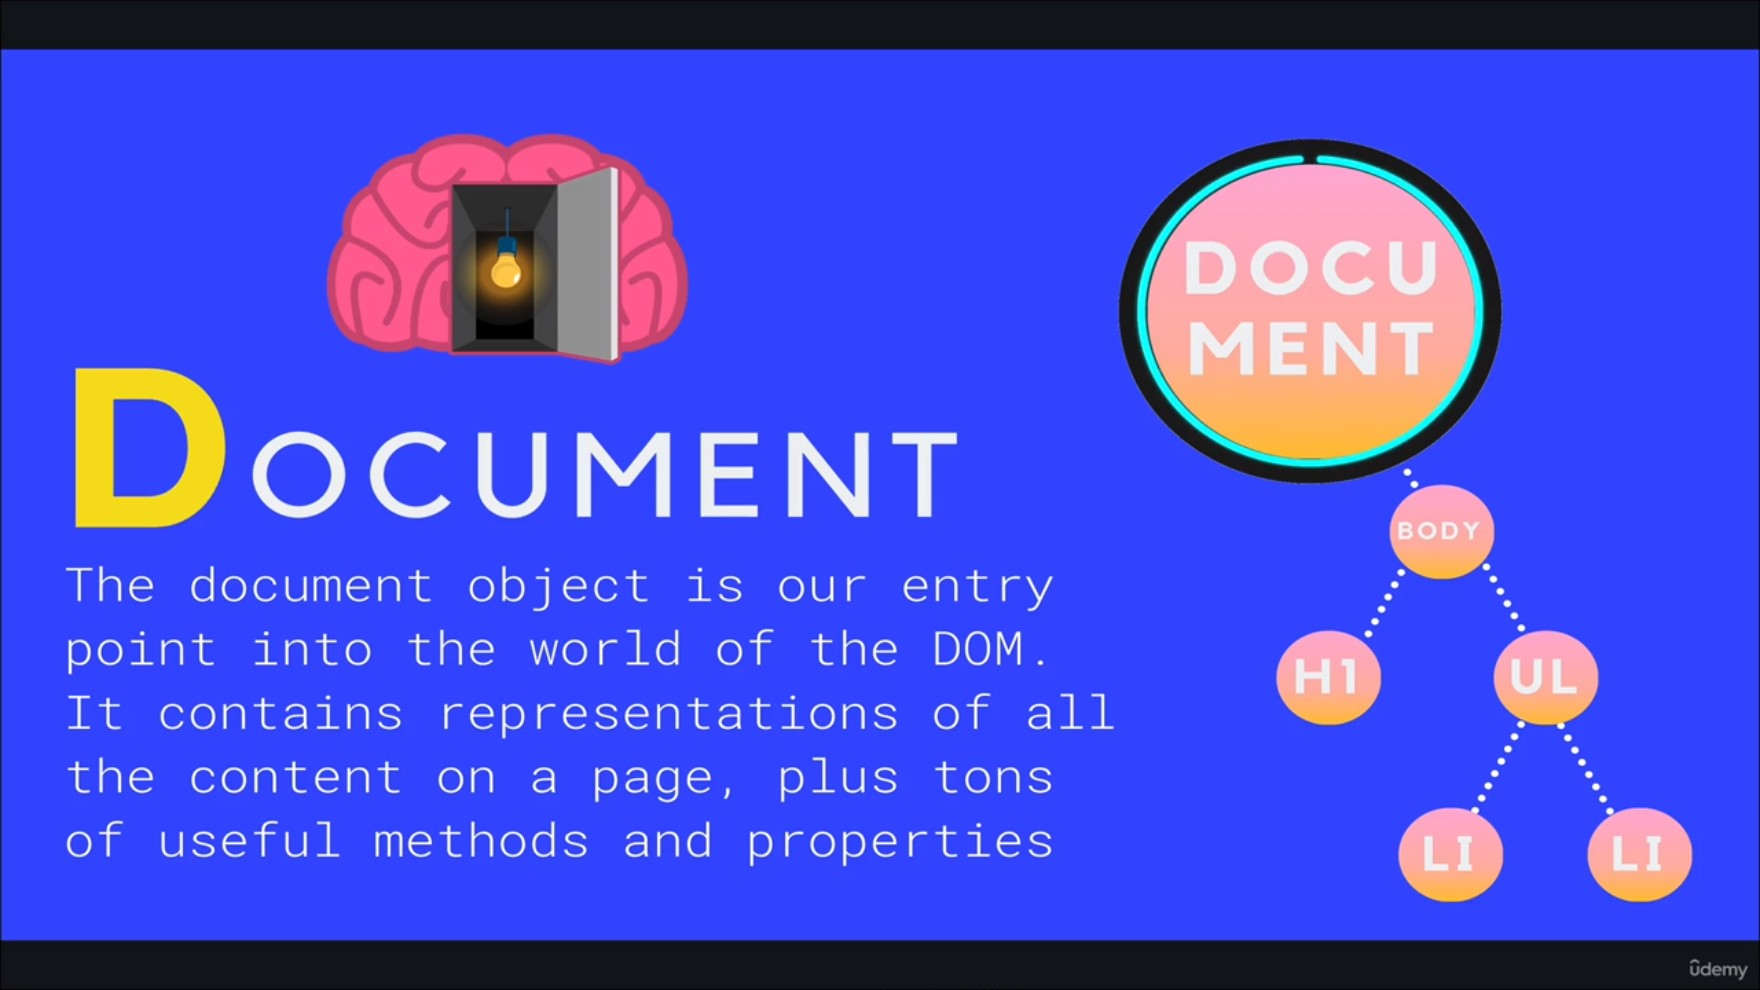 DOCUMENT
The document object is our entry
point into the world of the DOM.
It contains representations of all
the content on a page, plus tons
of useful methods and properties
DOCU
MENT
BODY
H1
UL
LI
LI
ûdemy